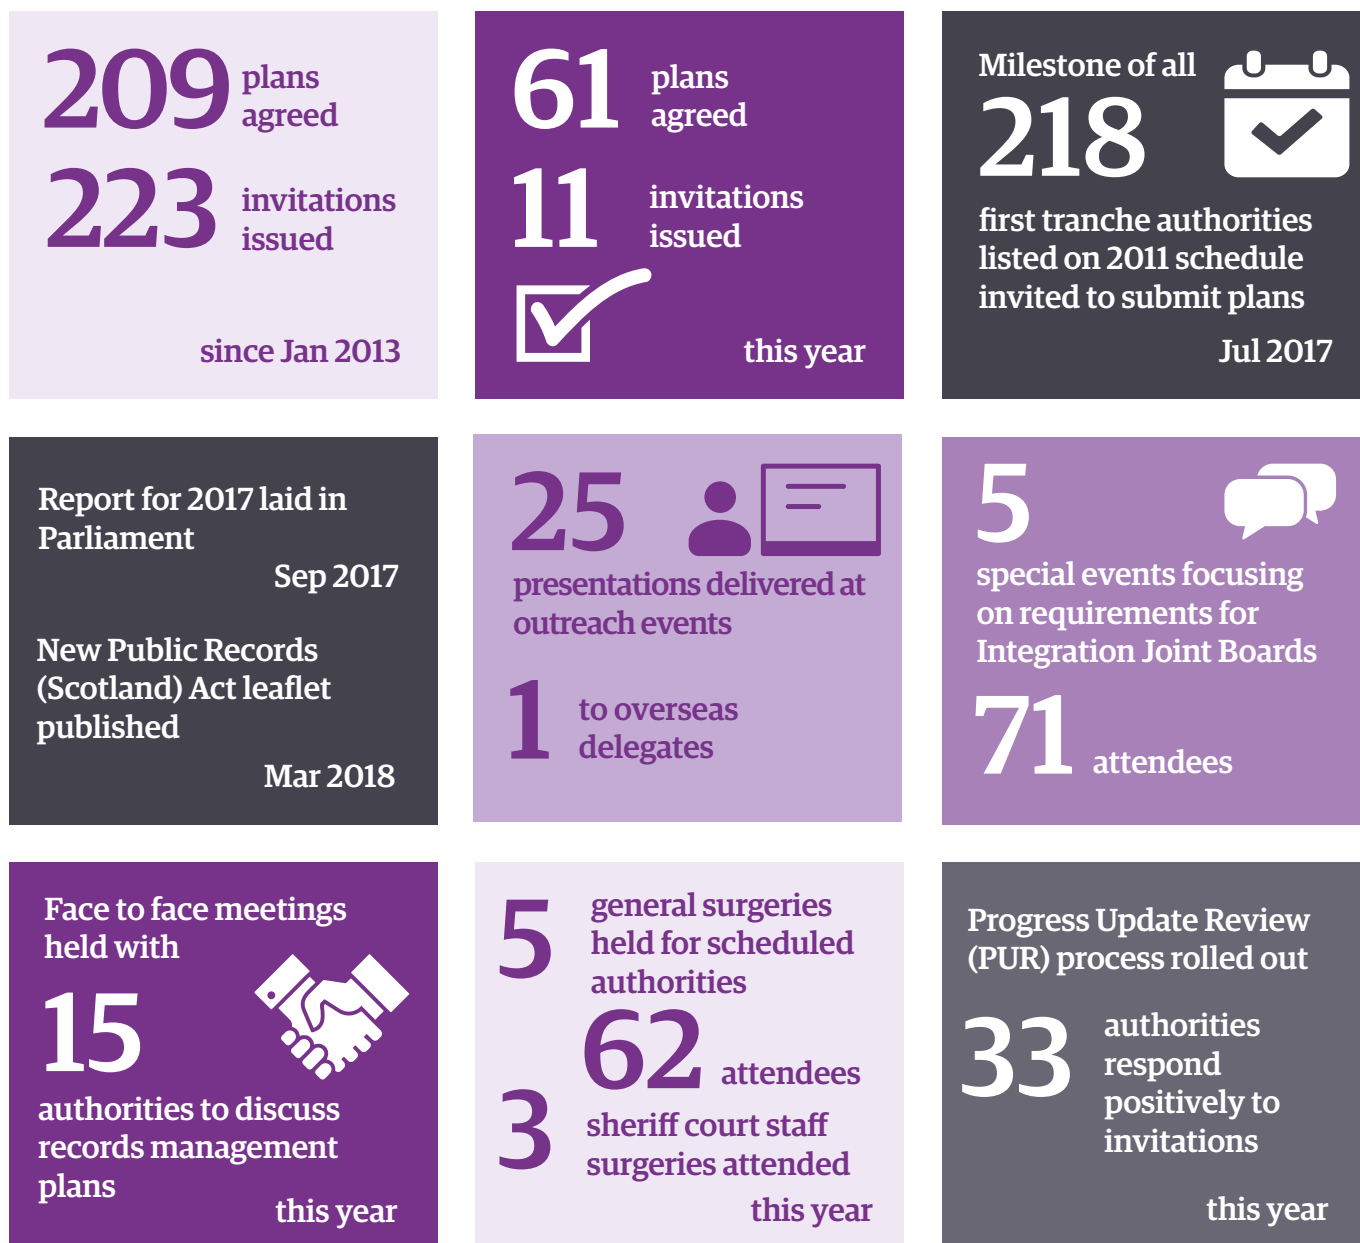 209 plans
agreed
223 invitations
issued
since Jan 2013
61 plans
agreed
11 invitations
issued
this year
Milestone of all
218
first tranche authorities
listed on 2011 schedule
invited to submit plans
Jul 2017
Report for 2017 laid in
Parliament
Sep 2017
New Public Records
(Scotland) Act leaflet
published
Mar 2018
25
presentations delivered at
outreach events
1 to overseas
delegates
5
special events focusing
on requirements for
Integration Joint Boards
71 attendees
Face to face meetings
held with
15
authorities to discuss
records management
plans
this year
5 general surgeries
held for scheduled
authorities
62 attendees
3 sheriff court staff
surgeries attended
this year
Progress Update Review
(PUR) process rolled out
33 authorities
respond
positively to
invitations
this year